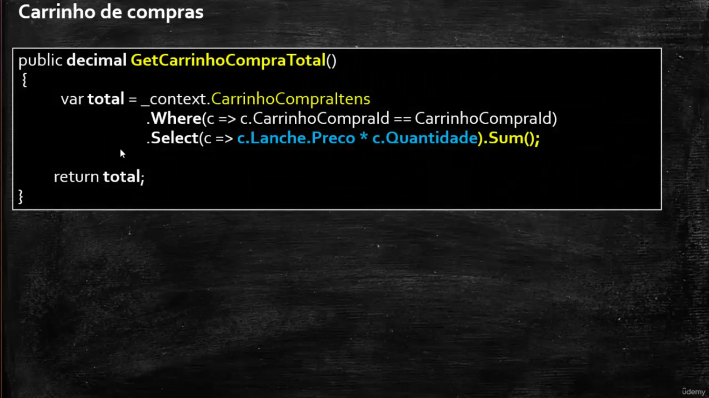 Carrinho de compras
public decimal GetCarrinhoCompraTotal()
{
var total = _context.CarrinhoCompraItens
.Where(c => c.CarrinhoCompraId == CarrinhoCompraId)
.Select(c => c.Lanche.Preco * c.Quantidade).Sum();
return total;
}
ûdemy